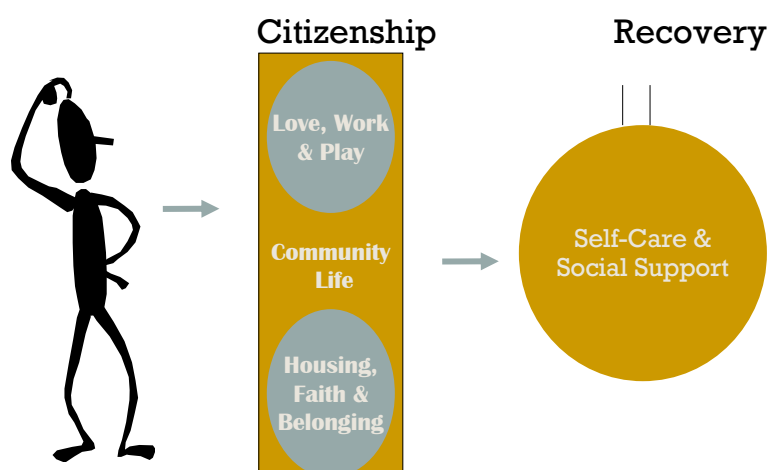 Citizenship
Recovery
Love, Work
& Play
Community
Life
Housing,
Faith &
Belonging
Self-Care &
Social Support